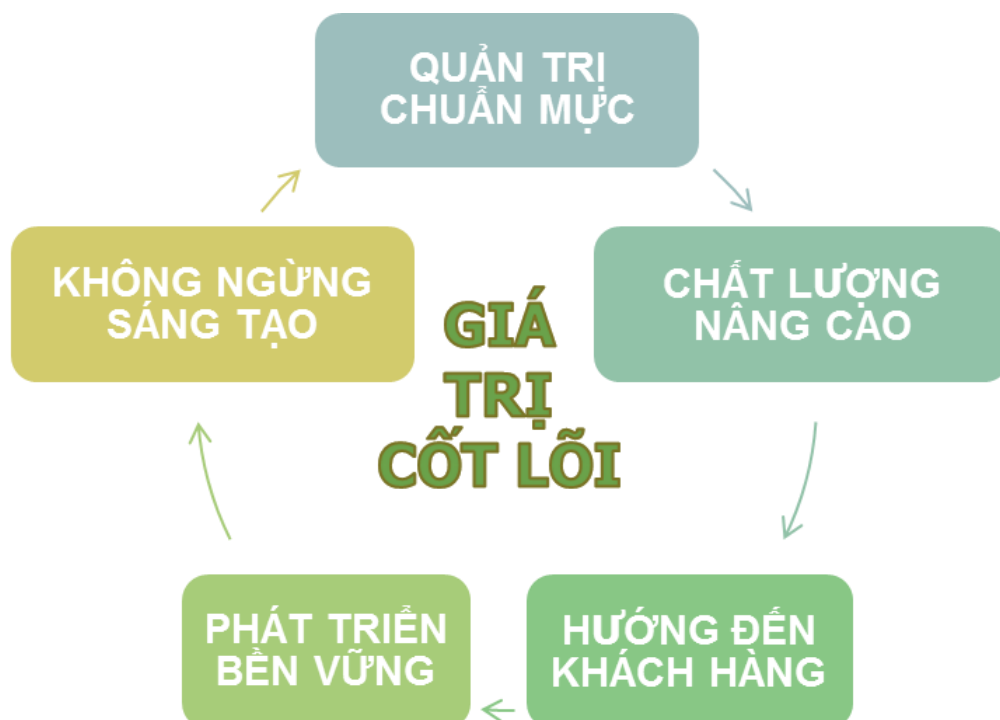 QUẢN TRỊ
CHUẨN MỰC
KHÔNG NGỪNG
SÁNG TẠO
CHẤT LƯỢNG
NÂNG CAO
GIÁ
TRỊ
CỐT LÕI
PHÁT TRIỂN
BỀN VỮNG
HƯỚNG ĐẾN
KHÁCH HÀNG